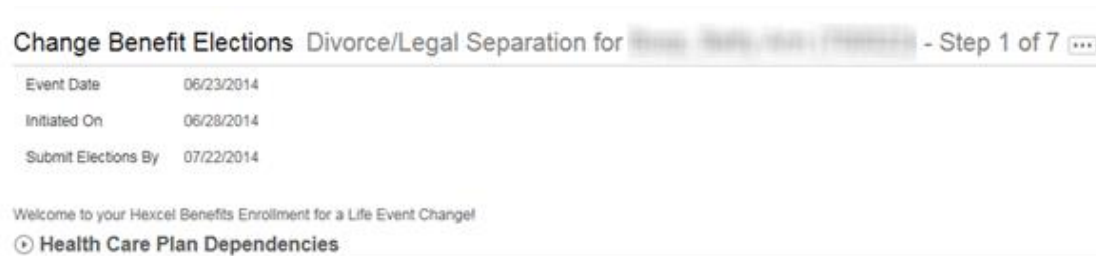 Change Benefit Elections Divorce/Legal Separation for - Step 1 of 7
Event Date 06/23/2014
Initiated On 06/28/2014
Submit Elections By 07/22/2014
Welcome to your Hexcel Benefits Enrollment for a Life Event Change!
Health Care Plan Dependencies